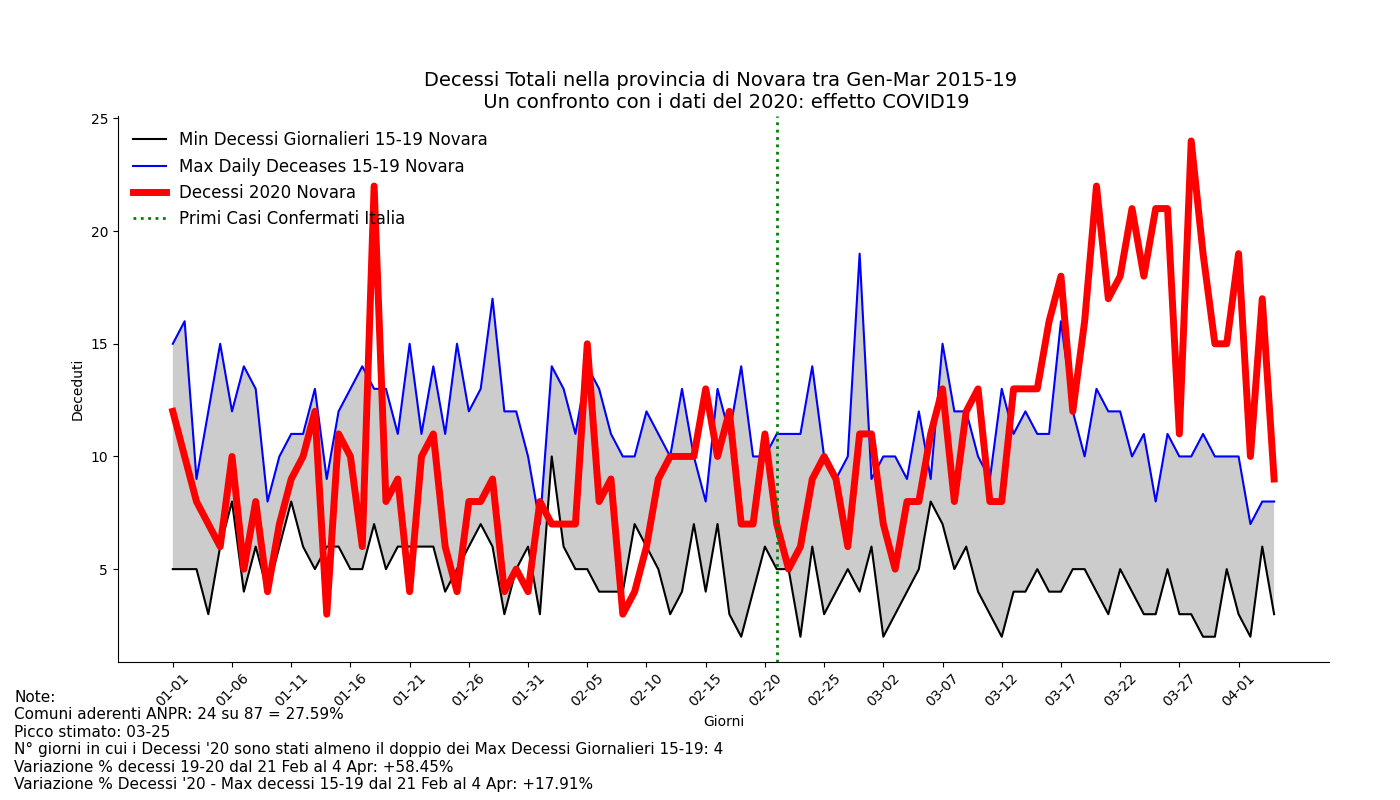 Decessi Totali nella provincia di Novara tra Gen-Mar 2015-19
Un confronto con i dati del 2020: effetto COVID19
Min Decessi Giornalieri 15-19 Novara
Max Daily Deceases 15-19 Novara
Decessi 2020 Novara
Primi Casi Confermati Italia
25
20
15
10
5
Deceduti
01-01 01-06 01-11 01-16 01-21 01-26 01-31 02-05 02-10 02-15 02-20 02-25 03-02 03-07 03-12 03-17 03-22 03-27 04-01
Giorni
Note:
Comuni aderenti ANPR: 24 su 87 = 27.59%
Picco stimato: 03-25
N° giorni in cui i Decessi '20 sono stati almeno il doppio dei Max Decessi Giornalieri 15-19: 4
Variazione % decessi 19-20 dal 21 Feb al 4 Apr: +58.45%
Variazione % Decessi '20 - Max decessi 15-19 dal 21 Feb al 4 Apr: +17.91%